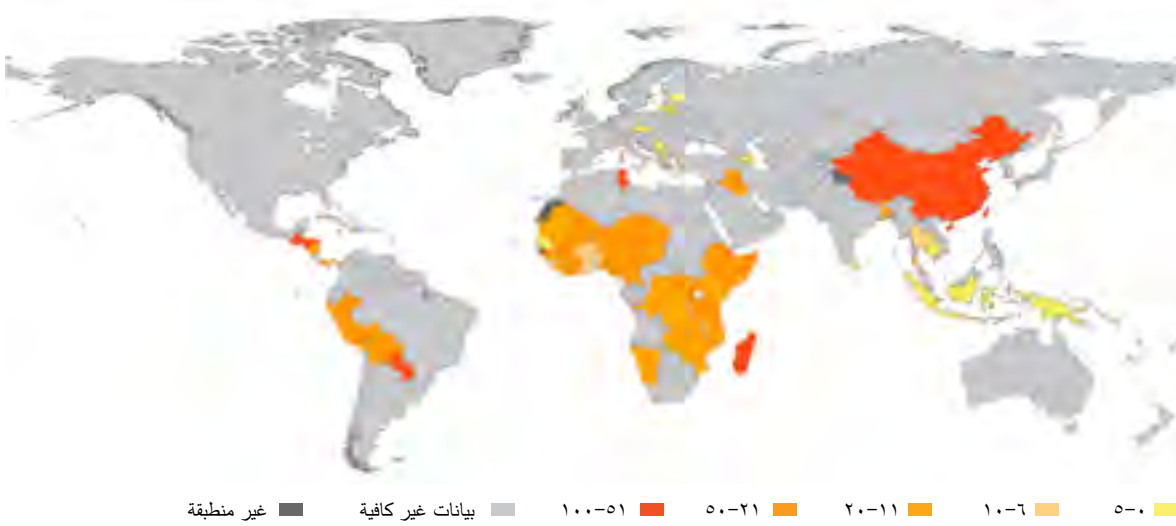 ٠-٥ ٦-١٠ ١١-٢٠ ٢١-٥٠ ٥١-١٠٠ بيانات غير كافية غير منطبقة